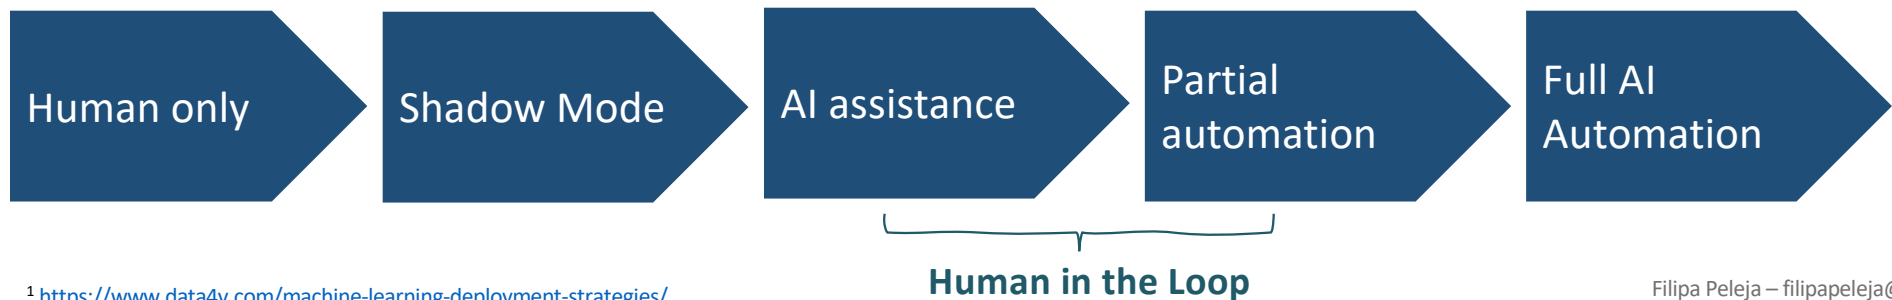 Human only
Shadow Mode
AI assistance
Partial
automation
Full AI
Automation
Human in the Loop
¹ https://www.data4v.com/machine-learning-deployment-strategies/
Filipa Peleja – filipapeleja@